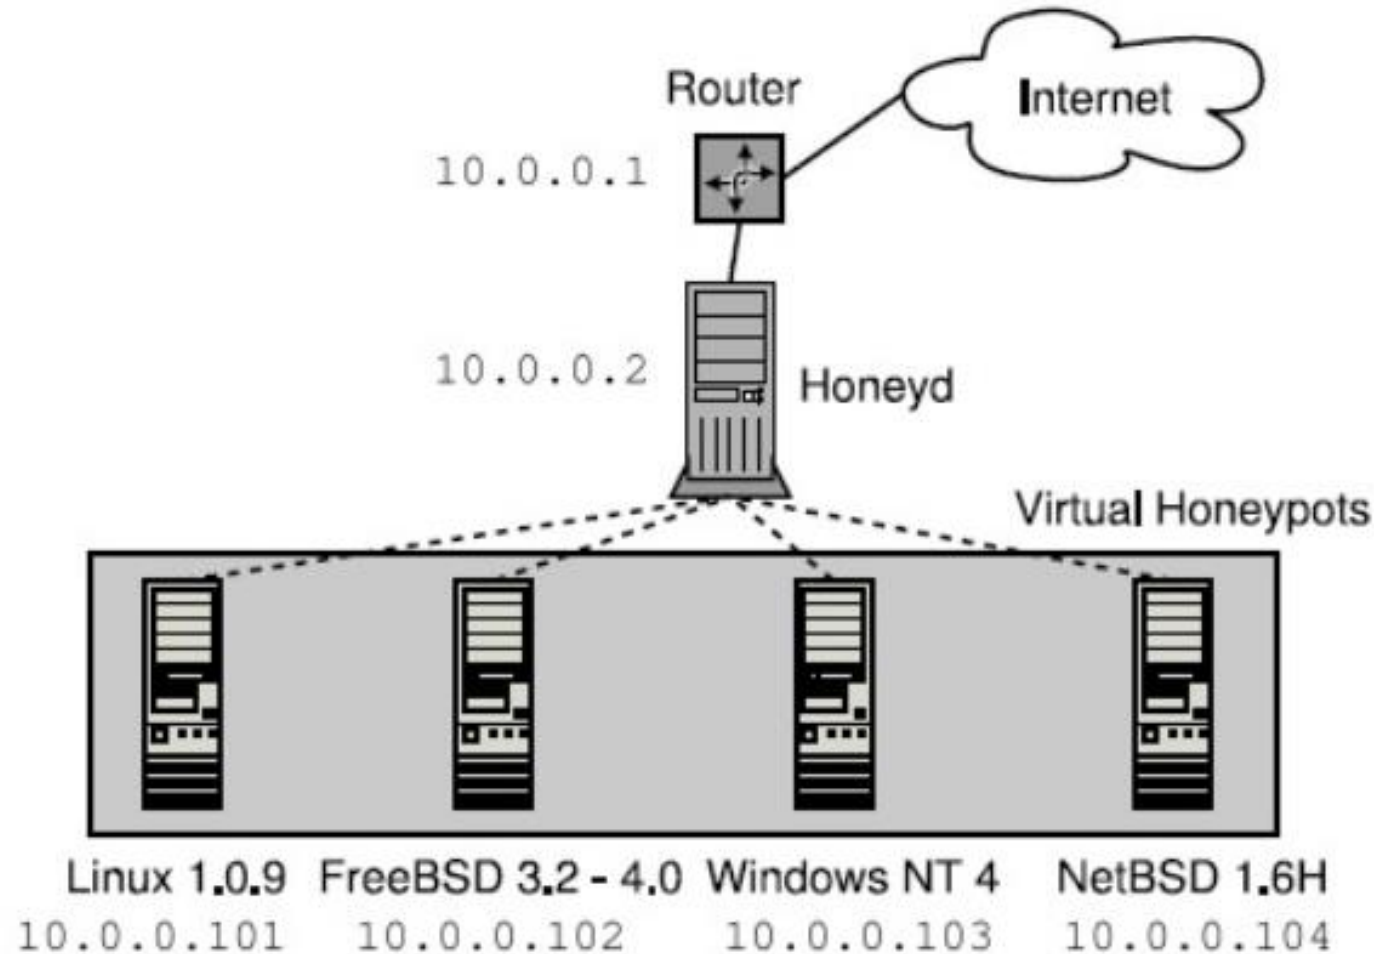 Router
Internet
10.0.0.1
10.0.0.2
Honeyd
Virtual Honeypots
Linux 1.0.9 FreeBSD 3.2 - 4.0 Windows NT 4 NetBSD 1.6H
10.0.0.101 10.0.0.102 10.0.0.103 10.0.0.104